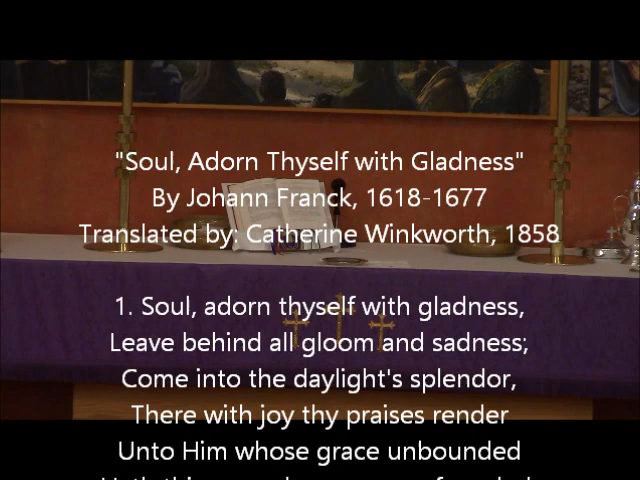 "Soul, Adorn Thyself with Gladness"
By Johann Franck, 1618-1677
Translated by: Catherine Winkworth, 1858
1. Soul, adorn thyself with gladness,
Leave behind all gloom and sadness;
Come into the daylight's splendor,
There with joy thy praises render
Unto Him whose grace unbounded